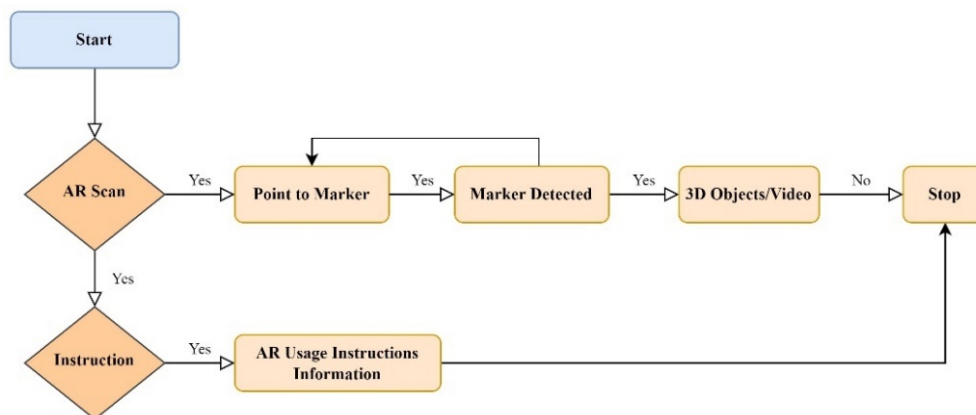 Start
AR Scan
Yes
Point to Marker
Yes
Marker Detected
Yes
3D Objects/Video
No
Stop
Yes
Instruction
Yes
AR Usage Instructions
Information